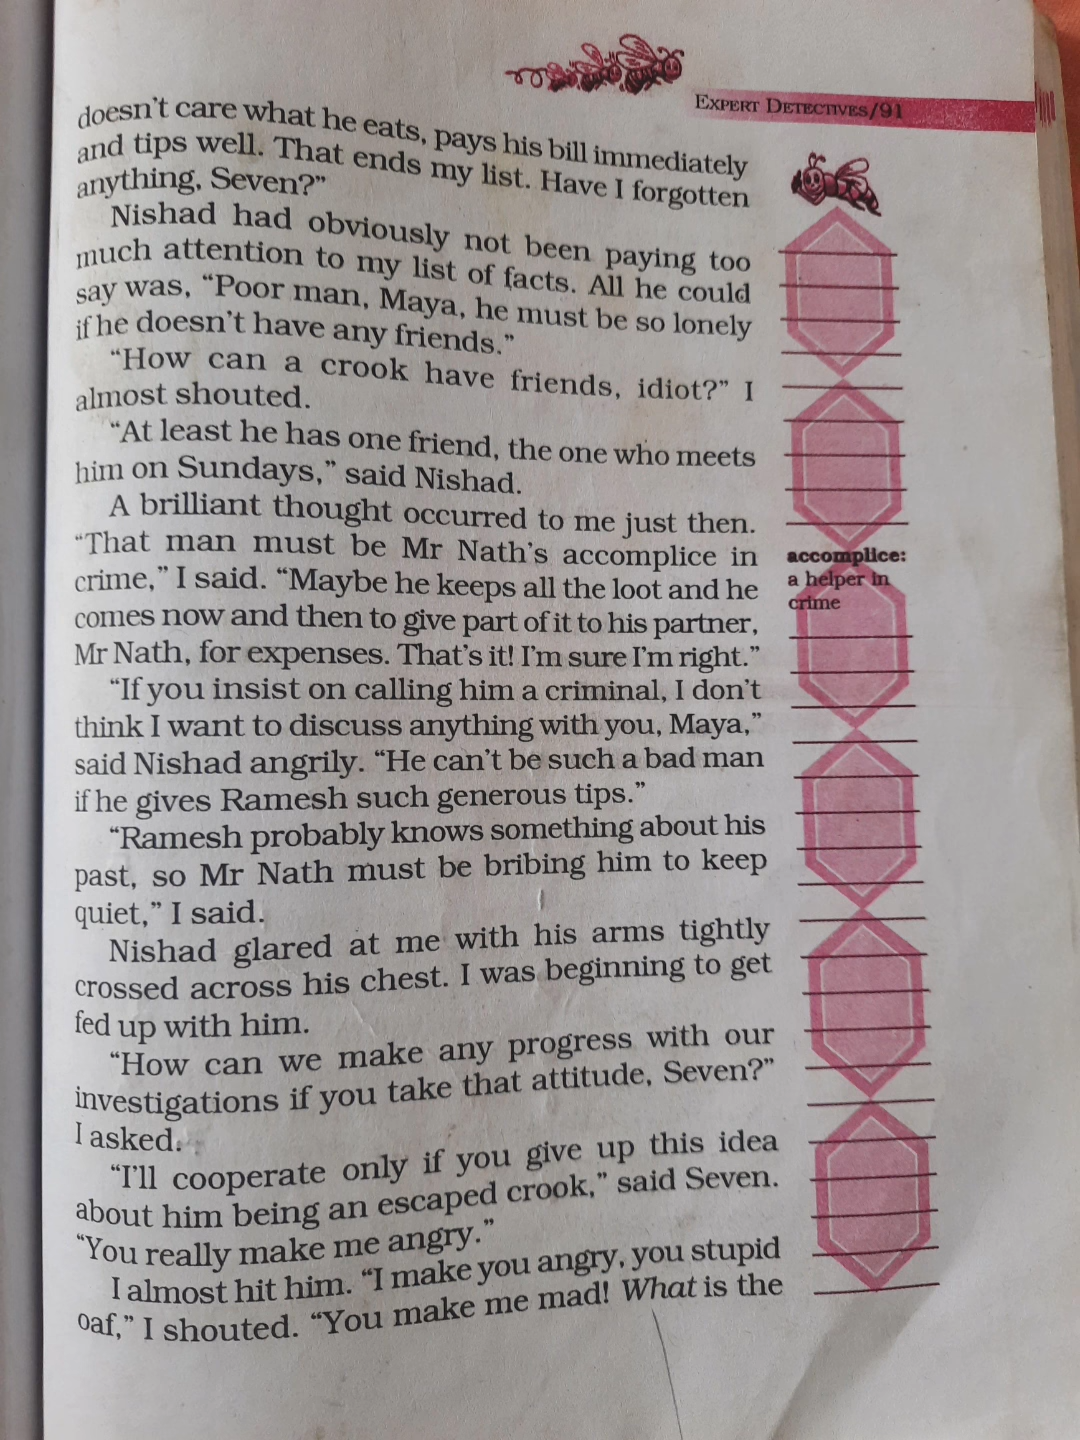 EXPERT DETECTIVES/91
doesn't care what he eats, pays his bill immediately
and tips well. That ends my list. Have I forgotten
anything, Seven?”
Nishad had obviously not been paying too
much attention to my list of facts. All he could
say was, “Poor man, Maya, he must be so lonely
if he doesn't have any friends.”
“How can a crook have friends, idiot?” I
almost shouted.
“At least he has one friend, the one who meets
him on Sundays,” said Nishad.
A brilliant thought occurred to me just then.
“That man must be Mr Nath's accomplice in
crime,” I said. “Maybe he keeps all the loot and he
comes now and then to give part of it to his partner,
Mr Nath, for expenses. That's it! I'm sure I'm right.”
“If you insist on calling him a criminal, I don't
think I want to discuss anything with you, Maya,”
said Nishad angrily. “He can't be such a bad man
if he gives Ramesh such generous tips.”
“Ramesh probably knows something about his
past, so Mr Nath must be bribing him to keep
quiet,” I said.
Nishad glared at me with his arms tightly
crossed across his chest. I was beginning to get
fed up with him.
“How can we make any progress with our
investigations if you take that attitude, Seven?”
I asked.
“I'll cooperate only if you give up this idea
about him being an escaped crook,” said Seven.
“You really make me angry.”
I almost hit him. “I make you angry, you stupid
oaf,” I shouted. “You make me mad! What is the
accomplice:
a helper in
crime